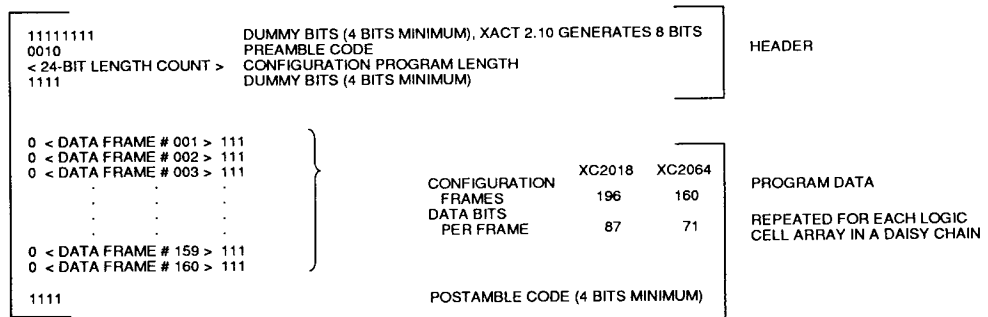 11111111 DUMMY BITS (4 BITS MINIMUM), XACT 2.10 GENERATES 8 BITS
0010 PREAMBLE CODE
< 24-BIT LENGTH COUNT > CONFIGURATION PROGRAM LENGTH
1111 DUMMY BITS (4 BITS MINIMUM)
HEADER
0 < DATA FRAME # 001 > 111
0 < DATA FRAME # 002 > 111
0 < DATA FRAME # 003 > 111
. . .
. . .
. . .
0 < DATA FRAME # 159 > 111
0 < DATA FRAME # 160 > 111
XC2018 XC2064
CONFIGURATION
FRAMES 196 160
DATA BITS
PER FRAME 87 71
PROGRAM DATA
REPEATED FOR EACH LOGIC
CELL ARRAY IN A DAISY CHAIN
1111 POSTAMBLE CODE (4 BITS MINIMUM)